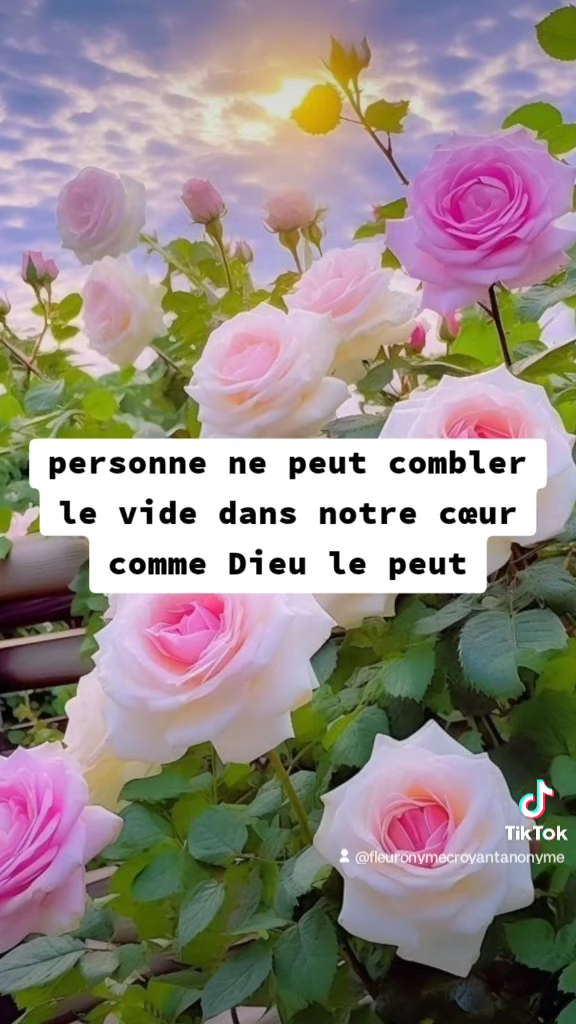 personne ne peut combler
le vide dans notre cœur
comme Dieu le peut
TikTok
@fleuronymecroyantanonyme